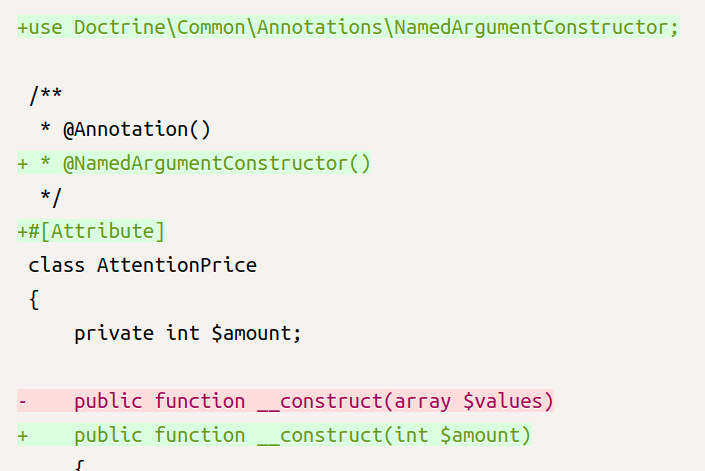 +use Doctrine\Common\Annotations\NamedArgumentConstructor;
/**
 * @Annotation()
+ * @NamedArgumentConstructor()
 */
+#[Attribute]
class AttentionPrice
{
    private int $amount;
-    public function __construct(array $values)
+    public function __construct(int $amount)
    {